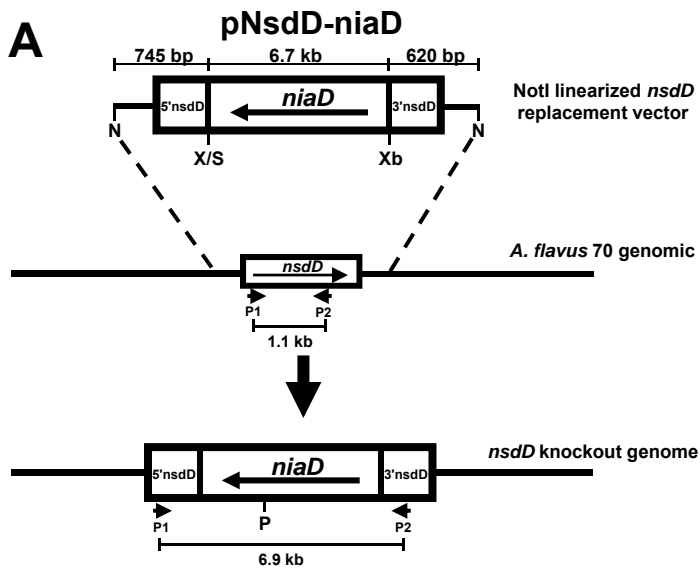 A
pNsdD-niaD
745 bp 6.7 kb 620 bp
5'nsdD niaD 3'nsdD
NotI linearized nsdD
replacement vector
N N
X/S Xb
A. flavus 70 genomic
nsdD
P1 P2
1.1 kb
nsdD knockout genome
5'nsdD niaD 3'nsdD
P1 P P2
6.9 kb